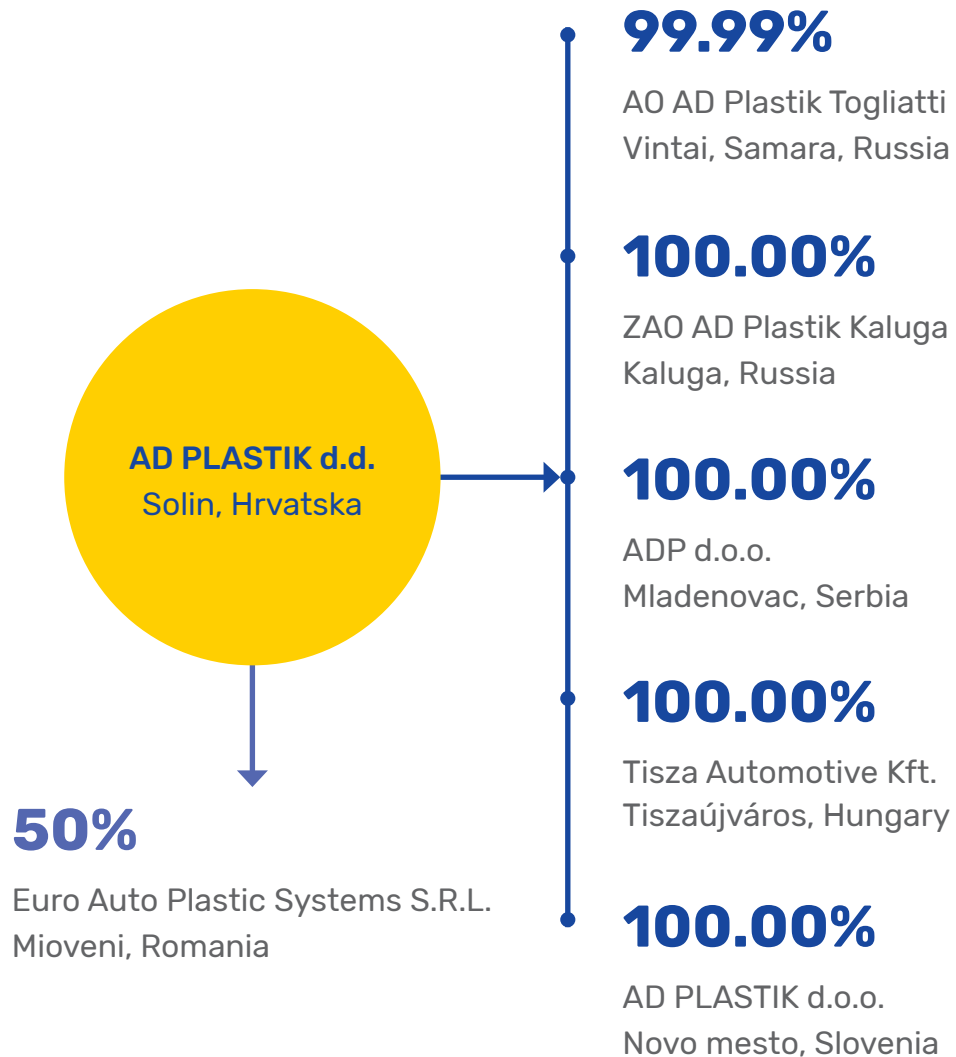 99.99%
AO AD Plastik Togliatti
Vintai, Samara, Russia
100.00%
ZAO AD Plastik Kaluga
Kaluga, Russia
AD PLASTIK d.d.
Solin, Hrvatska
100.00%
ADP d.o.o.
Mladenovac, Serbia
100.00%
Tisza Automotive Kft.
Tiszaújváros, Hungary
50%
Euro Auto Plastic Systems S.R.L.
Mioveni, Romania
100.00%
AD PLASTIK d.o.o.
Novo mesto, Slovenia